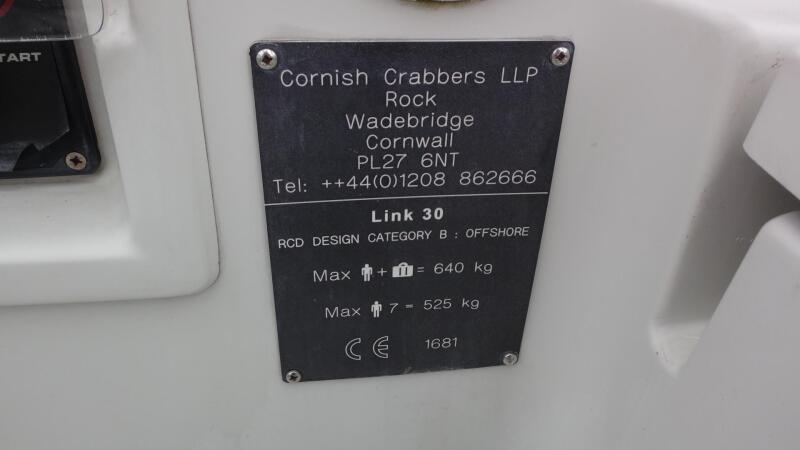 START
Cornish Crabbers LLP
Rock
Wadebridge
Cornwall
PL27 6NT
Tel: ++44(0)1208 862666
Link 30
RCD DESIGN CATEGORY B : OFFSHORE
Max + = 640 kg
Max 7 = 525 kg
CE 1681